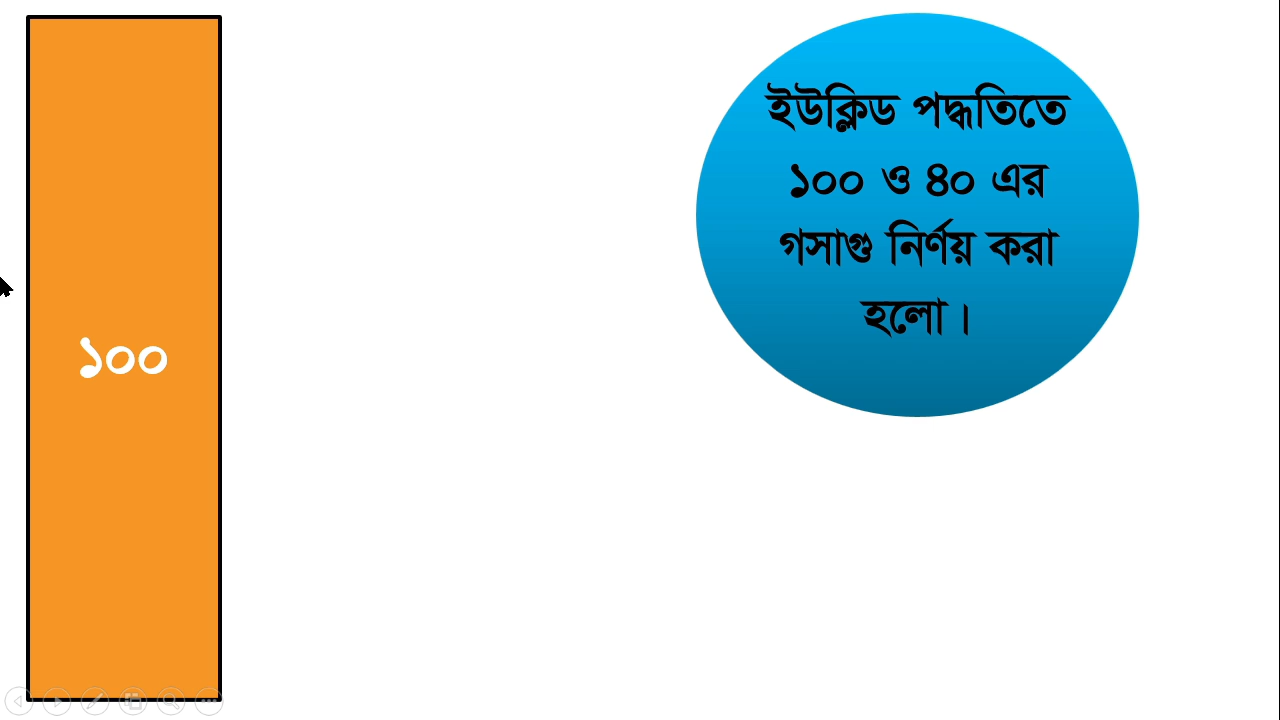 ইউক্লিড পদ্ধতিতে
১০০ ও ৪০ এর
গসাগু নির্ণয় করা
হলো।
১০০